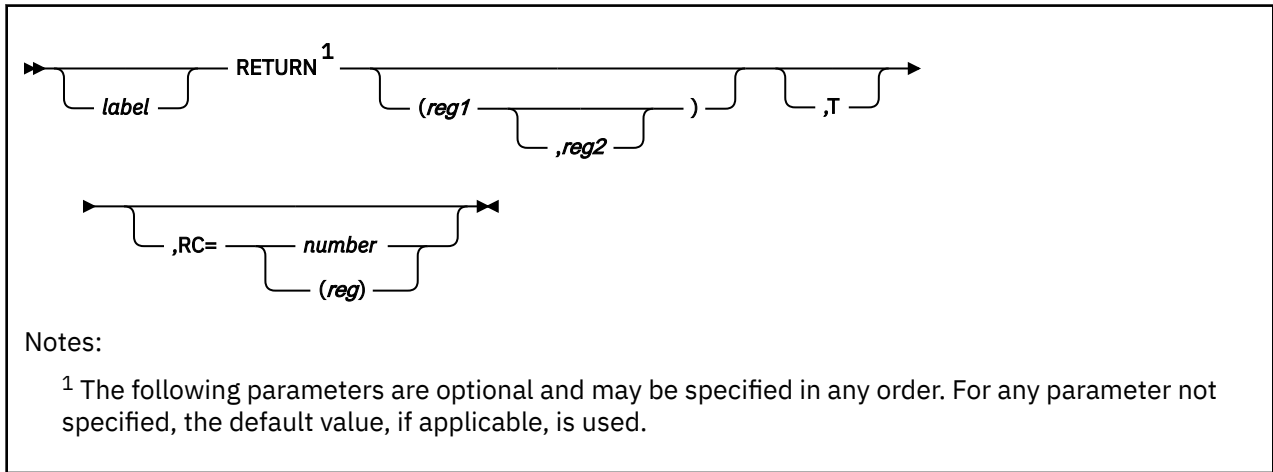 label RETURN 1 (reg1 ,reg2 ) ,T
,RC= number
(reg)
Notes:
1 The following parameters are optional and may be specified in any order. For any parameter not
specified, the default value, if applicable, is used.